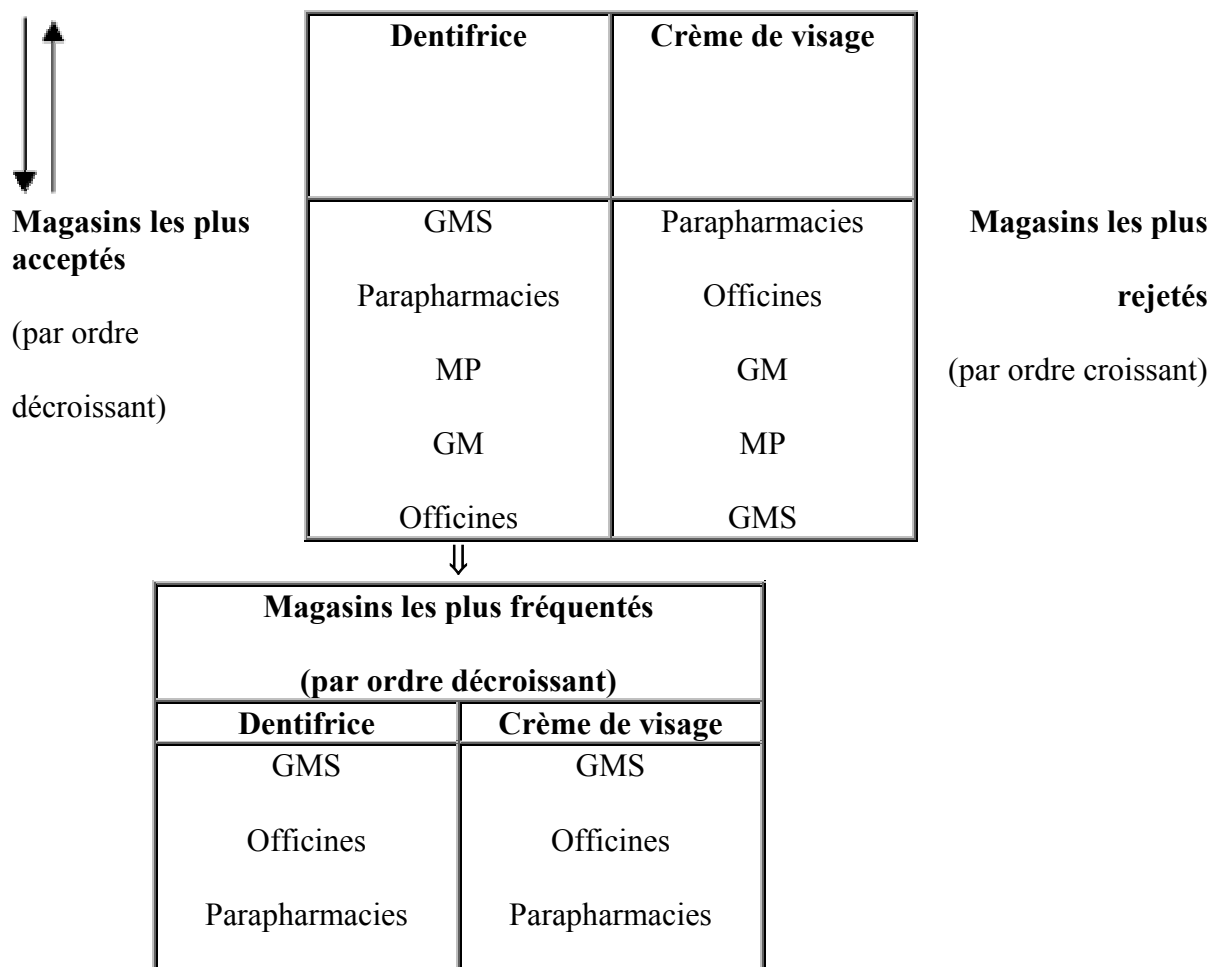 Dentifrice Crème de visage
Magasins les plus acceptés
(par ordre
décroissant)
GMS Parapharmacies
Parapharmacies Officines
MP GM
GM MP
Officines GMS
Magasins les plus
rejetés
(par ordre croissant)
⇓
Magasins les plus fréquentés
(par ordre décroissant)
Dentifrice Crème de visage
GMS GMS
Officines Officines
Parapharmacies Parapharmacies